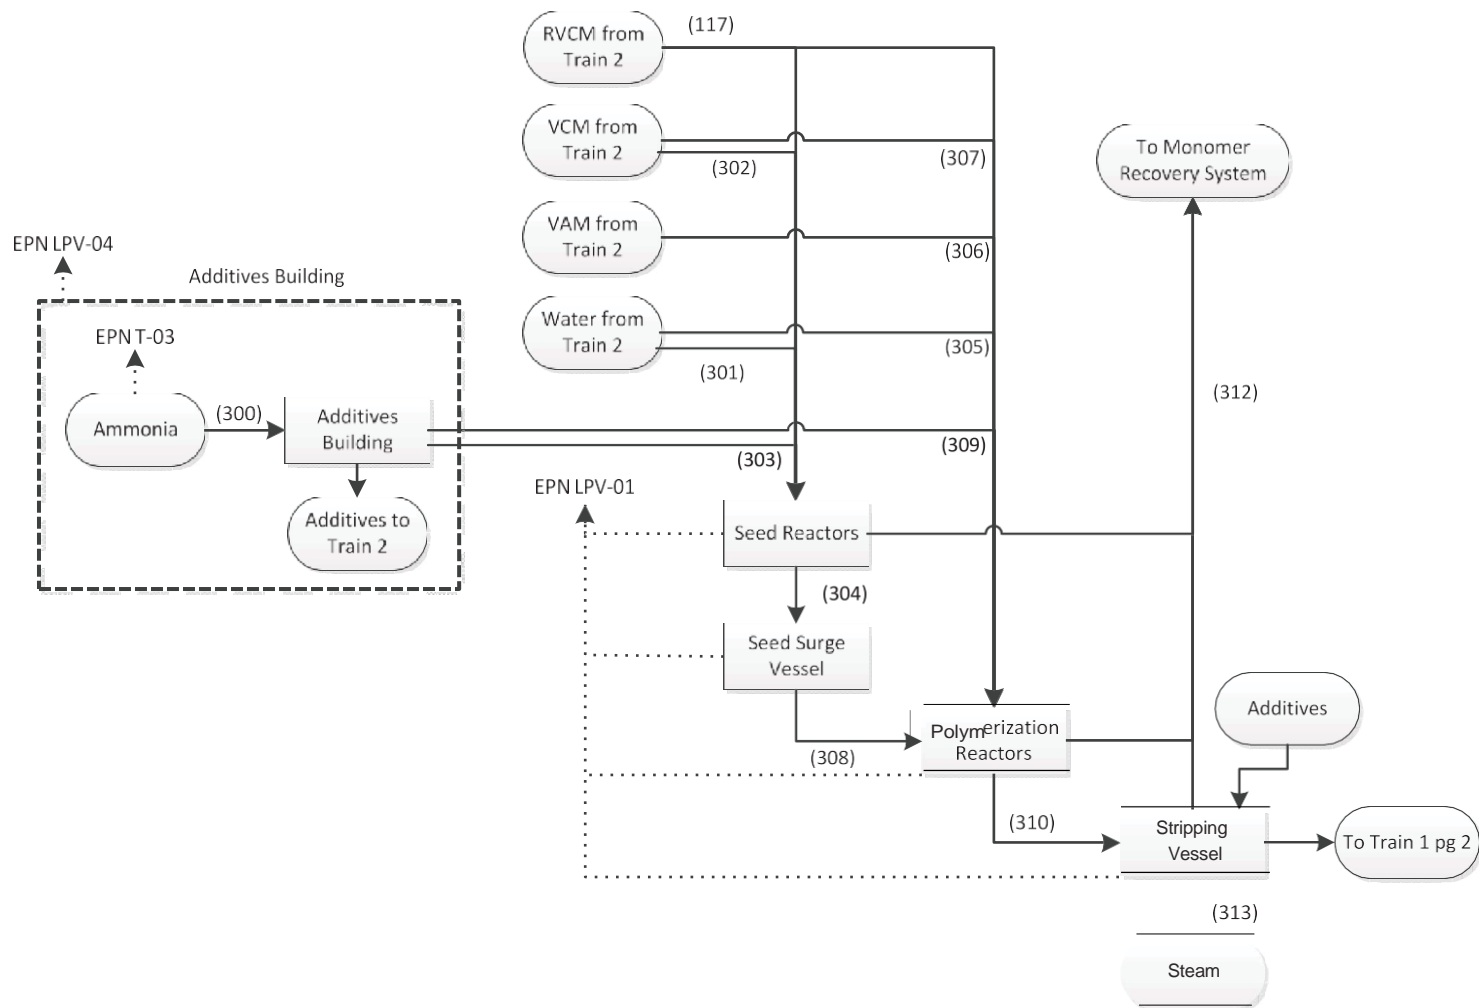 RVCM from
Train 2
(117)
VCM from
Train 2
(302)
(307)
To Monomer
Recovery System
VAM from
Train 2
(306)
EPN LPV-04
Additives Building
EPN T-03
Water from
Train 2
(305)
(301)
(312)
Ammonia
(300)
Additives
Building
(303)
(309)
EPN LPV-01
Additives to
Train 2
Seed Reactors
(304)
Seed Surge
Vessel
Additives
Polymerization
Reactors
(308)
(310)
Stripping
Vessel
To Train 1 pg 2
(313)
Steam